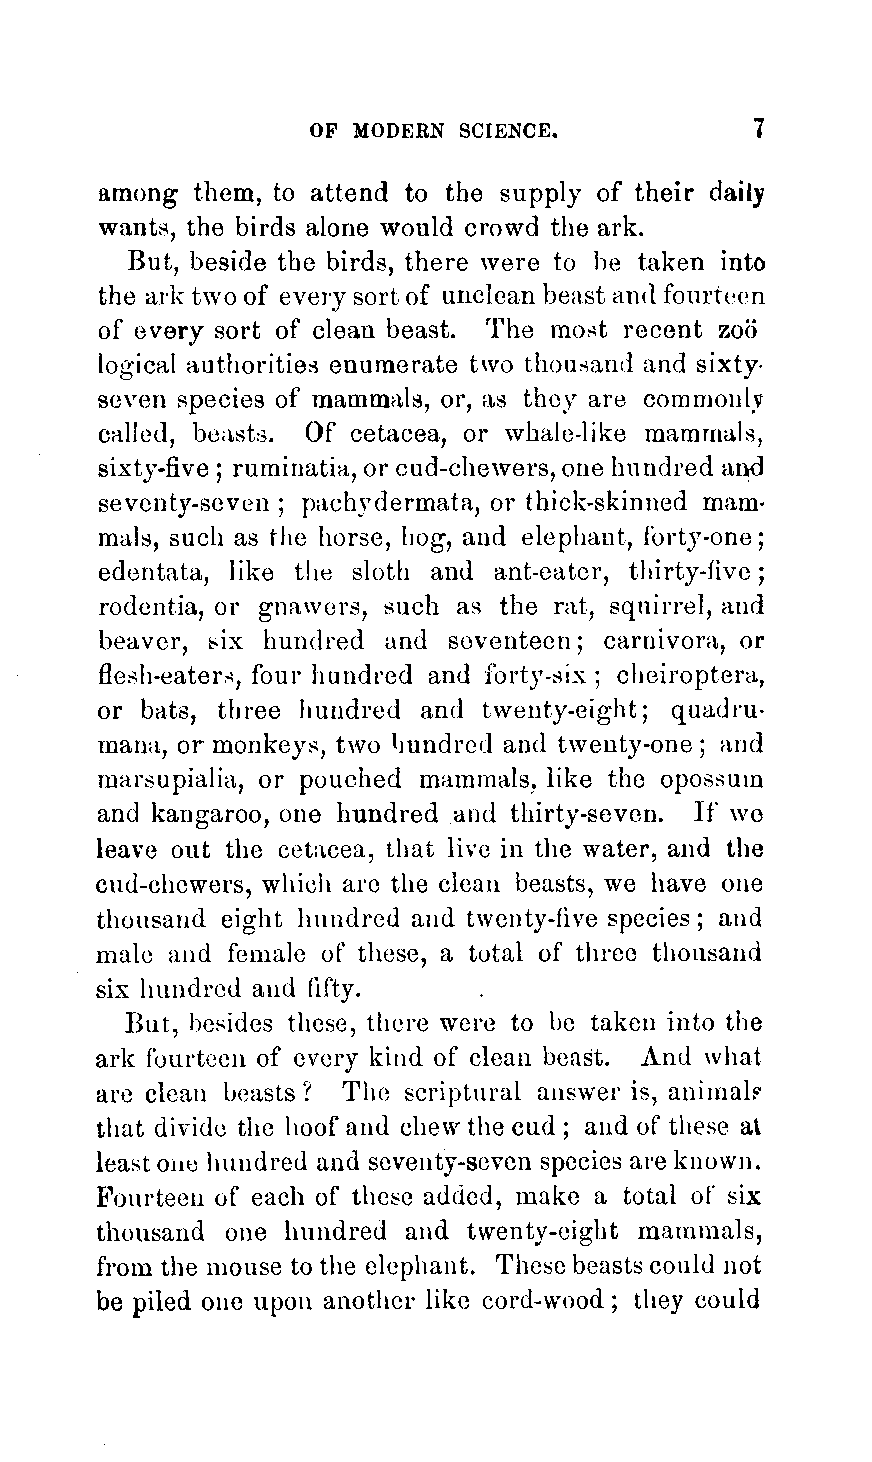 OF MODERN SCIENCE. 7
among them, to attend to the supply of their daily
wants, the birds alone would crowd the ark.
But, beside the birds, there were to be taken into
the ark two of every sort of unclean beast and fourteen
of every sort of clean beast. The most recent zoö
logical authorities enumerate two thousand and sixty-
seven species of mammals, or, as they are commonly
called, beasts. Of cetacea, or whale-like mammals,
sixty-five; ruminatia, or cud-chewers, one hundred and
seventy-seven; pachydermata, or thick-skinned mam-
mals, such as the horse, hog, and elephant, forty-one;
edentata, like the sloth and ant-eater, thirty-five;
rodentia, or gnawers, such as the rat, squirrel, and
beaver, six hundred and seventeen; carnivora, or
flesh-eaters, four hundred and forty-six; cheiroptera,
or bats, three hundred and twenty-eight; quadru-
mana, or monkeys, two hundred and twenty-one; and
marsupialia, or pouched mammals, like the opossum
and kangaroo, one hundred and thirty-seven. If we
leave out the cetacea, that live in the water, and the
cud-chewers, which are the clean beasts, we have one
thousand eight hundred and twenty-five species; and
male and female of these, a total of three thousand
six hundred and fifty.
But, besides these, there were to be taken into the
ark fourteen of every kind of clean beast. And what
are clean beasts? The scriptural answer is, animals
that divide the hoof and chew the cud; and of these at
least one hundred and seventy-seven species are known.
Fourteen of each of these added, make a total of six
thousand one hundred and twenty-eight mammals,
from the mouse to the elephant. These beasts could not
be piled one upon another like cord-wood; they could